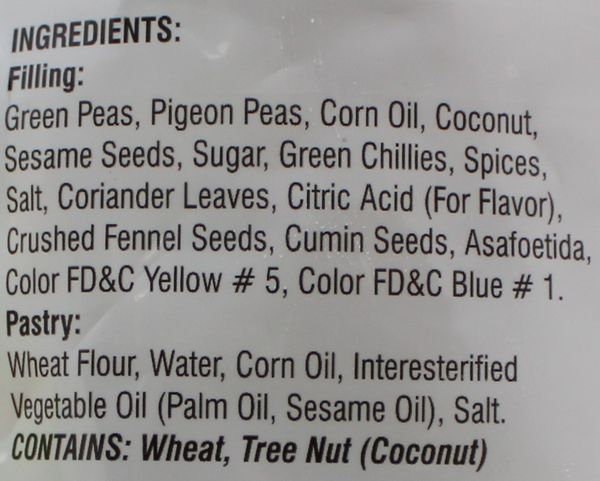 INGREDIENTS:
Filling:
Green Peas, Pigeon Peas, Corn Oil, Coconut,
Sesame Seeds, Sugar, Green Chillies, Spices,
Salt, Coriander Leaves, Citric Acid (For Flavor),
Crushed Fennel Seeds, Cumin Seeds, Asafoetida,
Color FD&C Yellow # 5, Color FD&C Blue # 1.
Pastry:
Wheat Flour, Water, Corn Oil, Interesterified
Vegetable Oil (Palm Oil, Sesame Oil), Salt.
CONTAINS: Wheat, Tree Nut (Coconut)